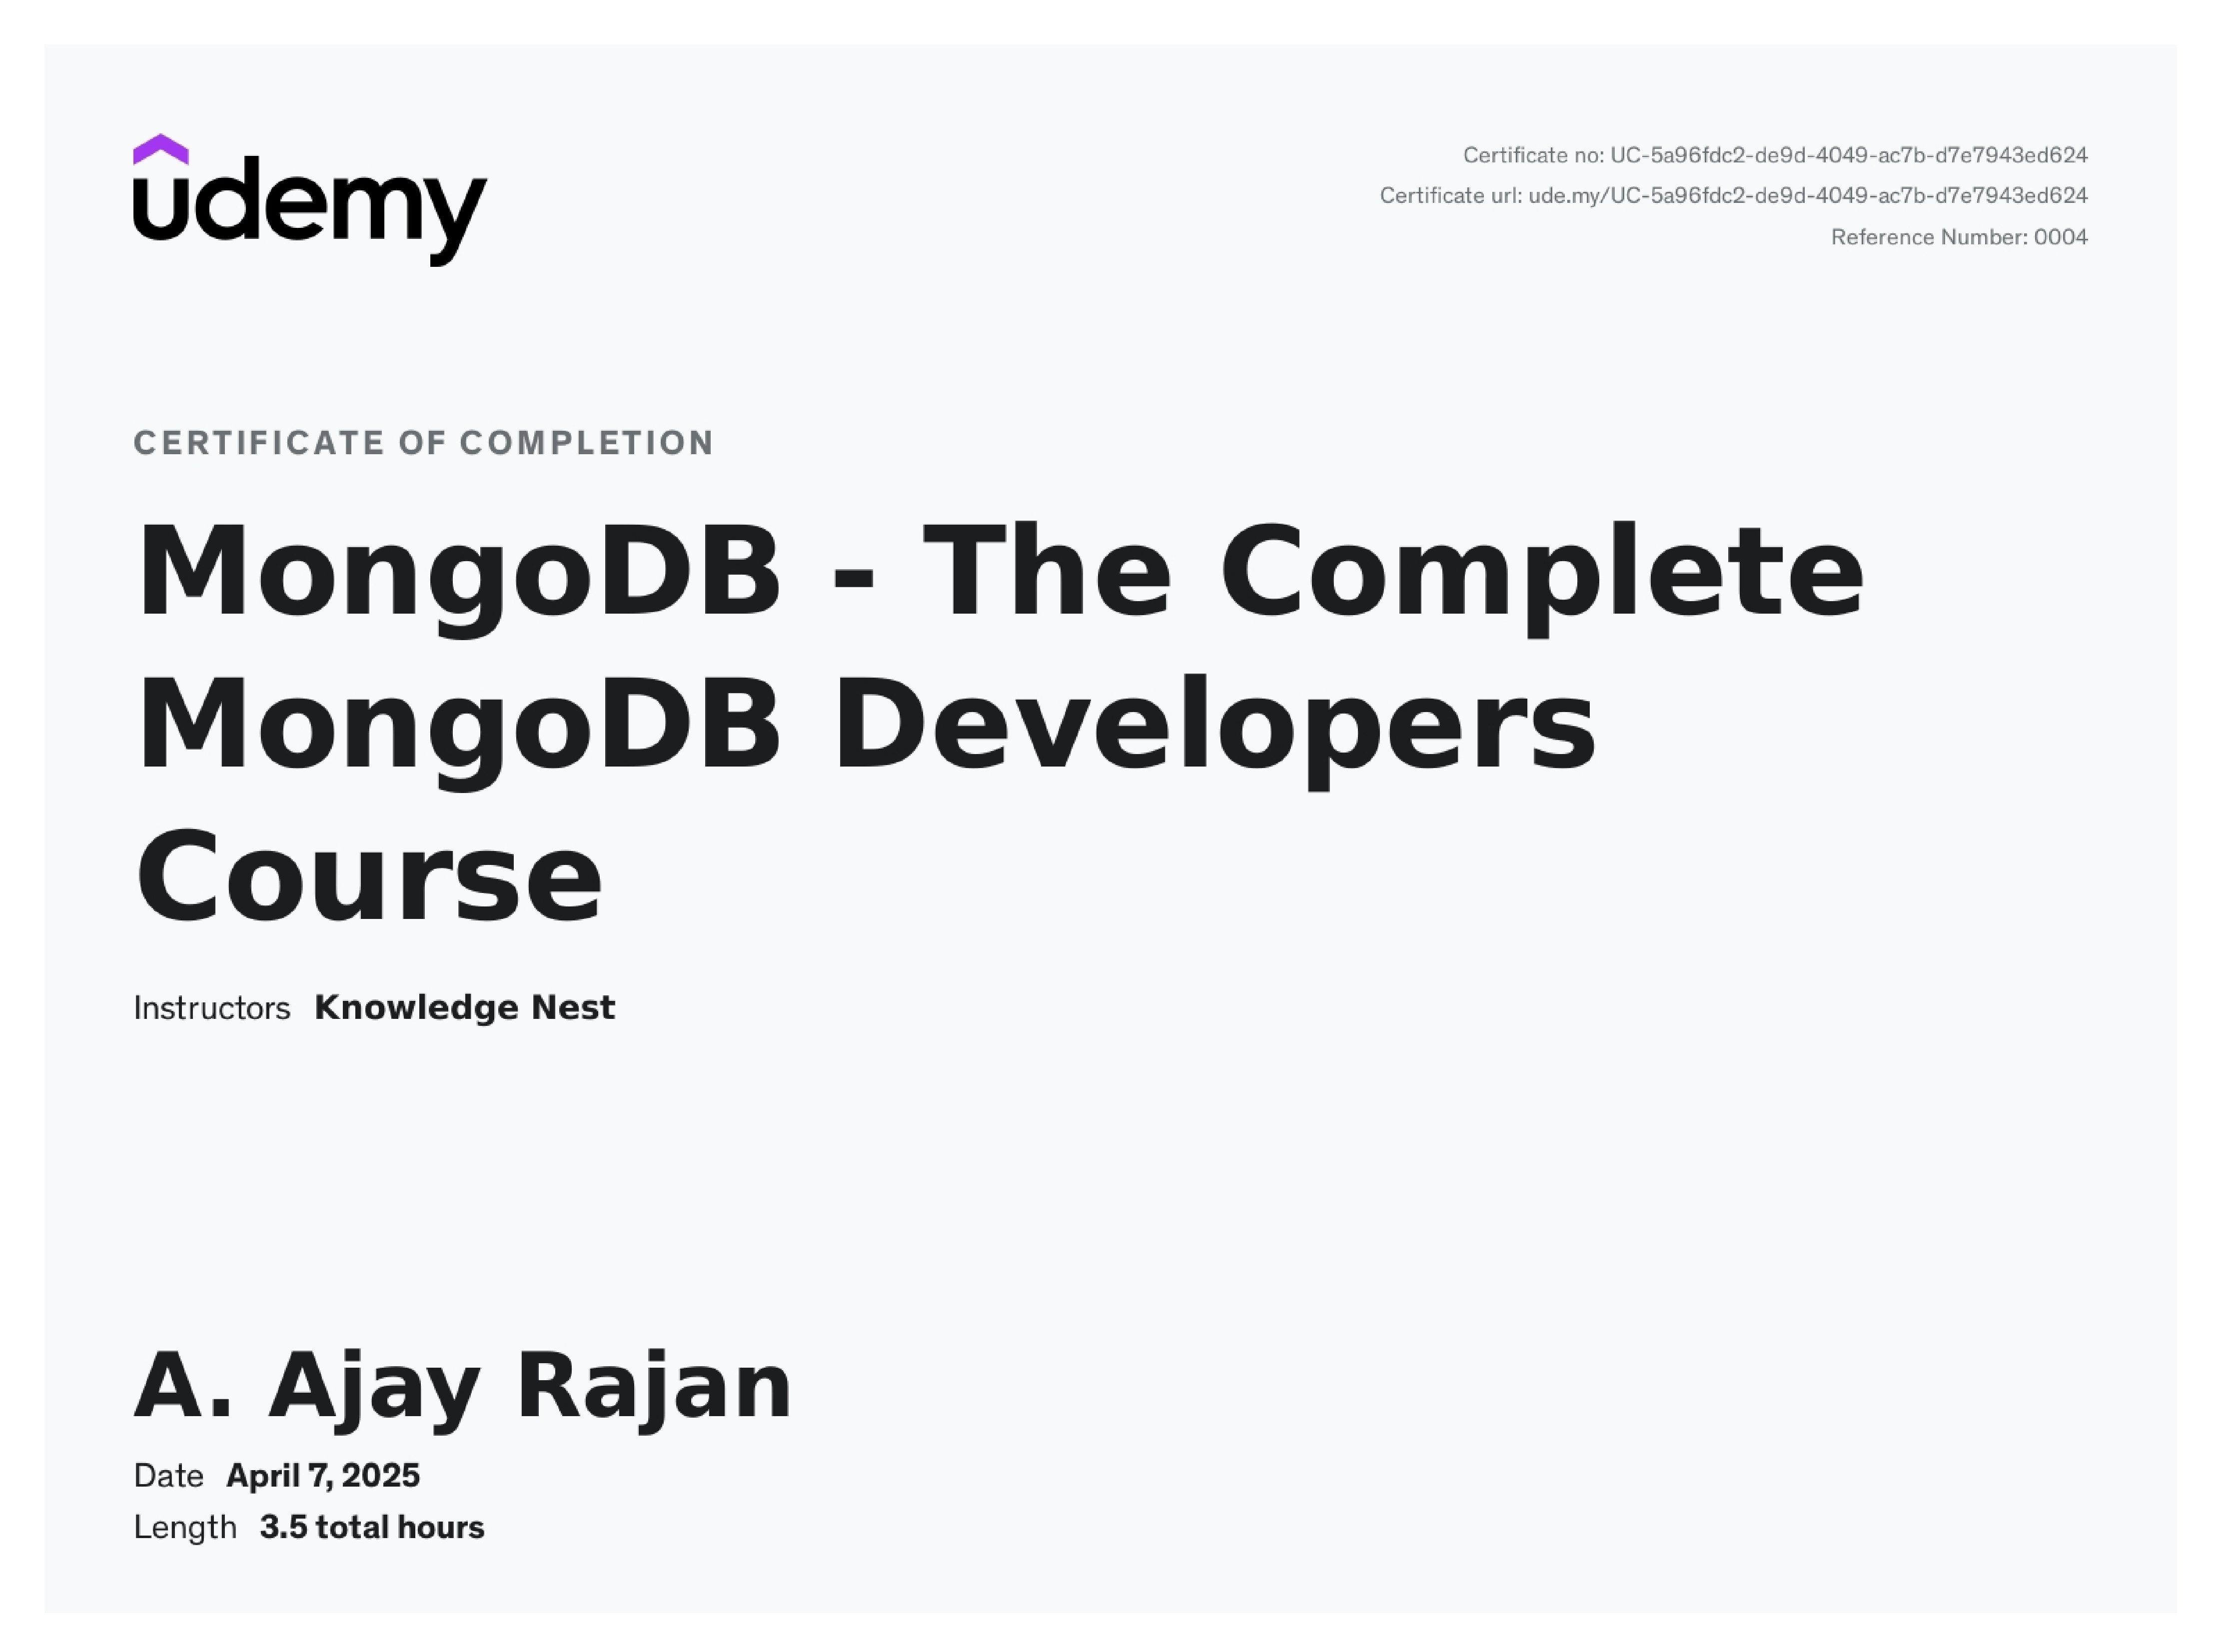 udemy
Certificate no: UC-5a96fdc2-de9d-4049-ac7b-d7e7943ed624
Certificate url: ude.my/UC-5a96fdc2-de9d-4049-ac7b-d7e7943ed624
Reference Number: 0004
CERTIFICATE OF COMPLETION
MongoDB - The Complete
MongoDB Developers
Course
Instructors Knowledge Nest
A. Ajay Rajan
Date April 7, 2025
Length 3.5 total hours